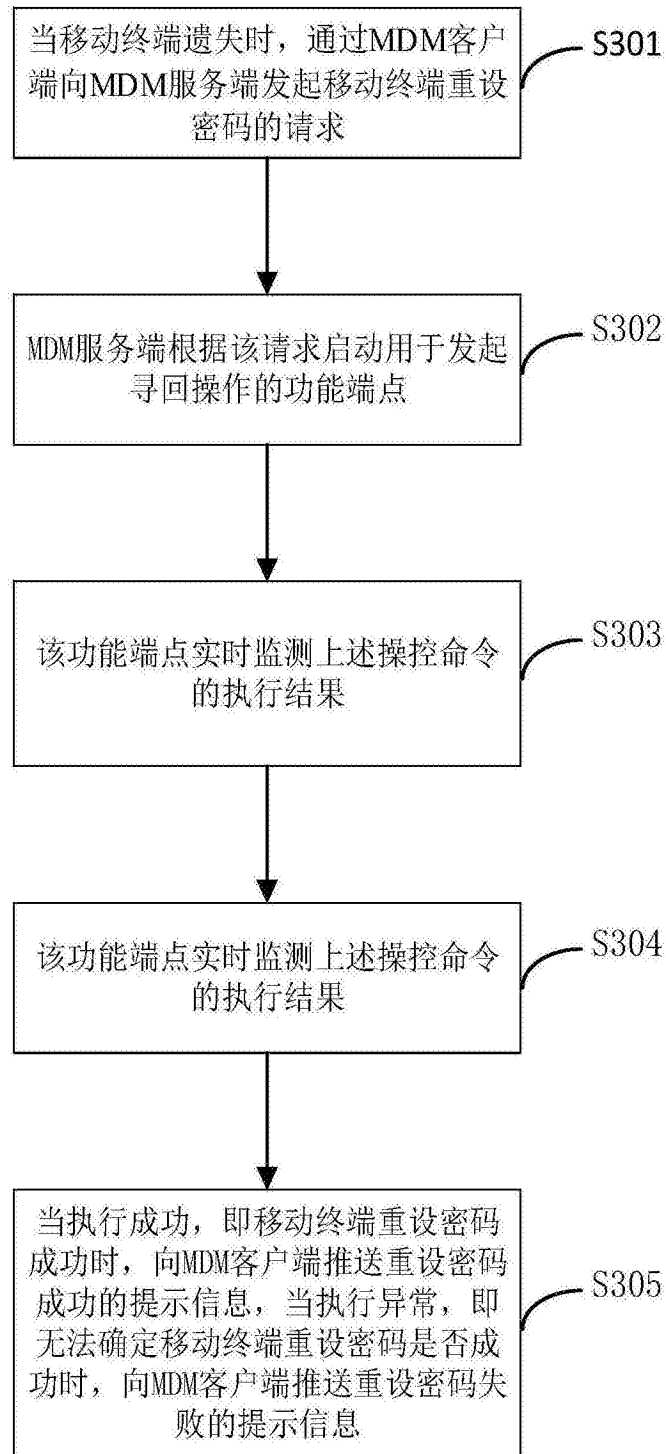 当移动终端遗失时，通过MDM客
户端向MDM服务端发起移动终端重设
密码的请求
S301
MDM服务端根据该请求启动用于发起
寻回操作的功能端点
S302
该功能端点实时监测上述操控命令
的执行结果
S303
该功能端点实时监测上述操控命令
的执行结果
S304
当执行成功，即移动终端重设密码
成功时，向MDM客户端推送重设密码
成功的提示信息，当执行异常，即
无法确定移动终端重设密码是否成
功时，向MDM客户端推送重设密码失
败的提示信息
S305